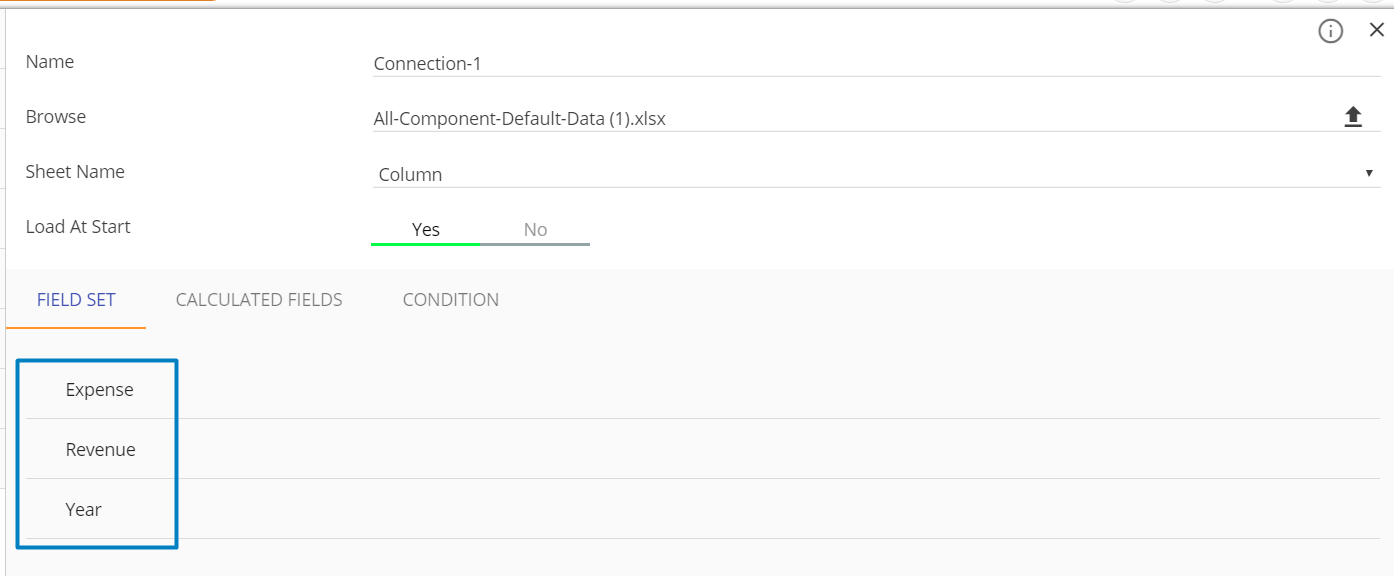 Name
Connection-1
Browse
All-Component-Default-Data (1).xlsx
Sheet Name
Column
Load At Start
Yes No
FIELD SET CALCULATED FIELDS CONDITION
Expense
Revenue
Year